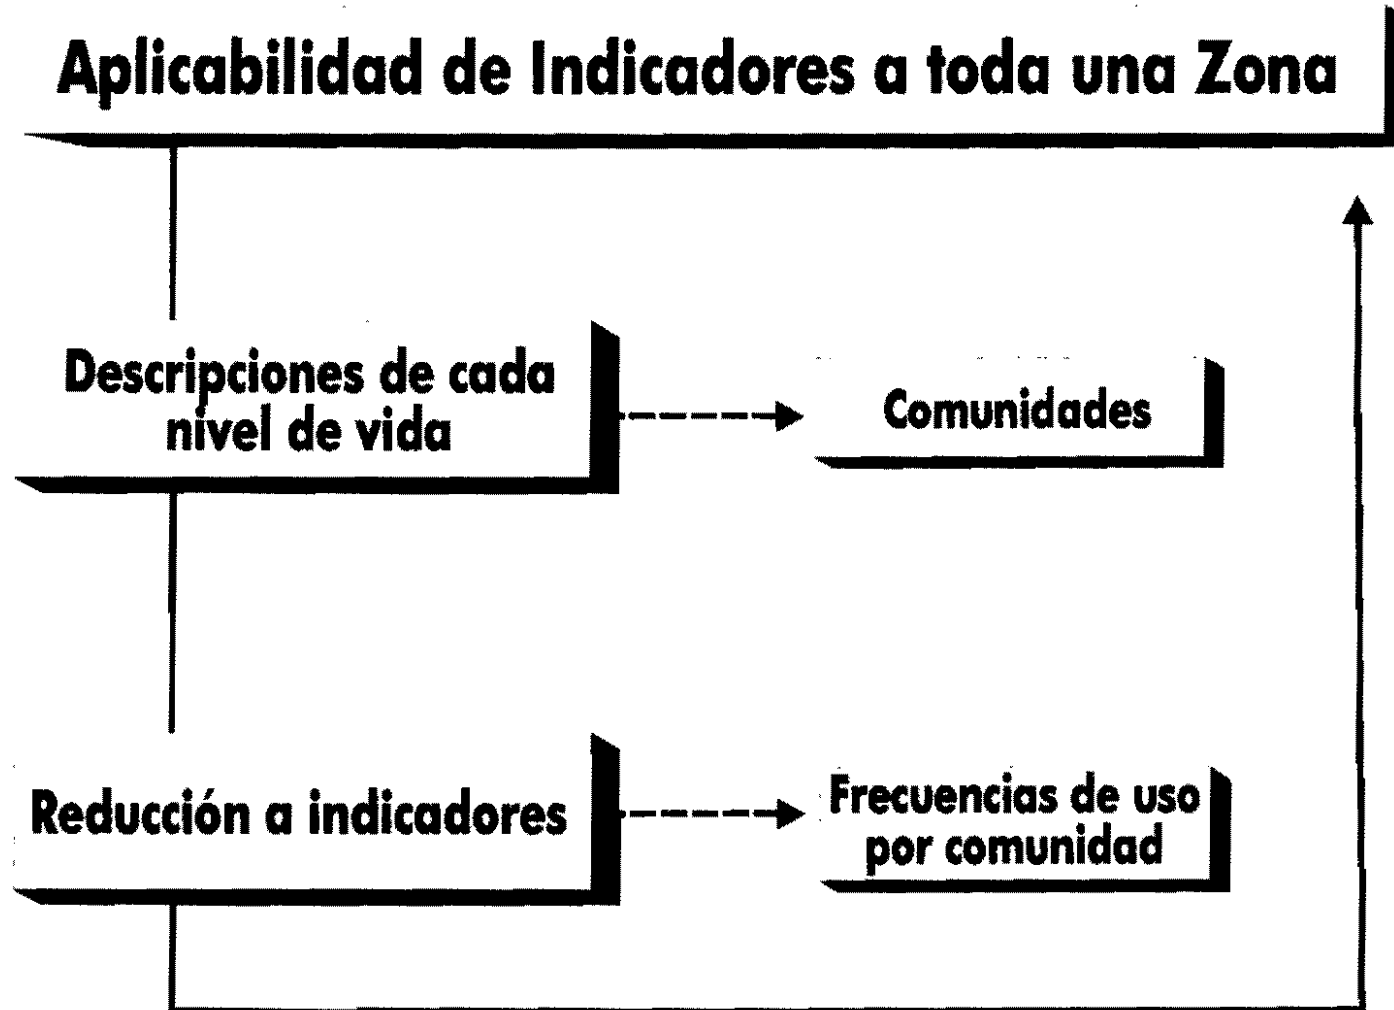 Aplicabilidad de Indicadores a toda una Zona
Descripciones de cada
nivel de vida
Comunidades
Reducción a indicadores
Frecuencias de uso
por comunidad